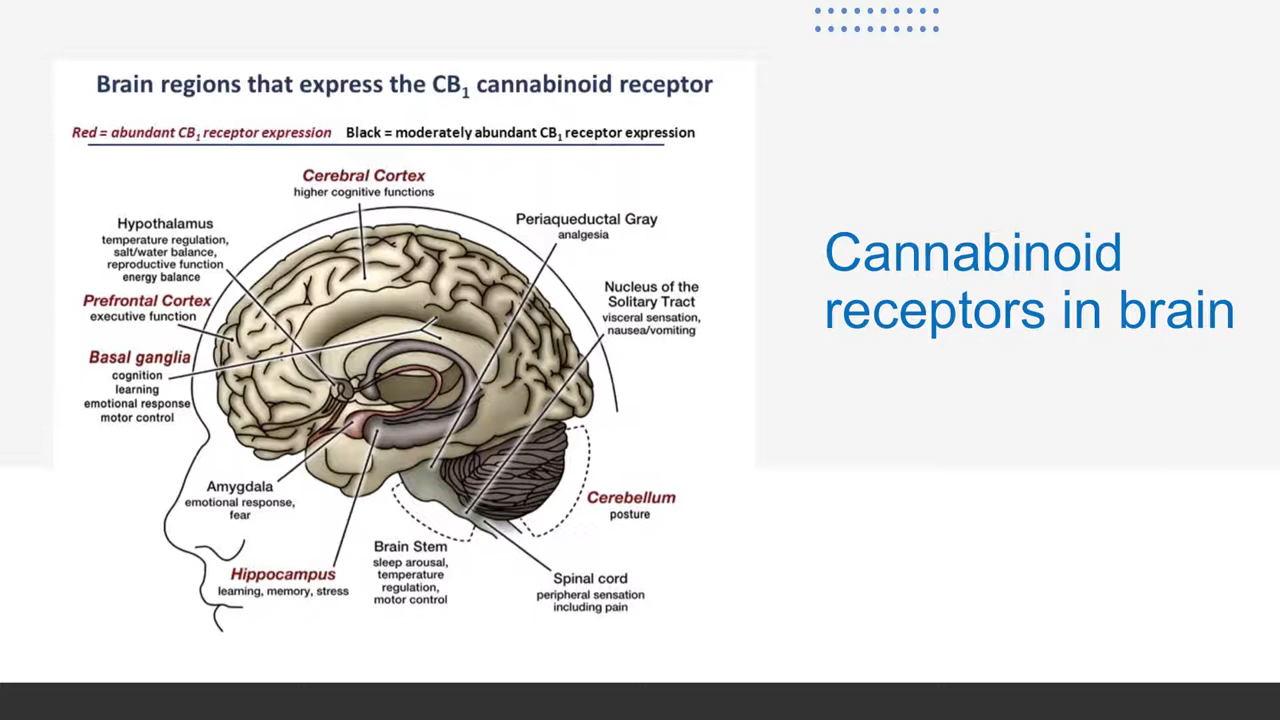 Brain regions that express the CB₁ cannabinoid receptor
Red = abundant CB₁ receptor expression Black = moderately abundant CB₁ receptor expression
Cerebral Cortex
higher cognitive functions
Hypothalamus
temperature regulation,
salt/water balance,
reproductive function
energy balance
Periaqueductal Gray
analgesia
Nucleus of the
Solitary Tract
visceral sensation,
nausea/vomiting
Prefrontal Cortex
executive function
Basal ganglia
cognition
learning
emotional response
motor control
Amygdala
emotional response,
fear
Cerebellum
posture
Hippocampus
learning, memory, stress
Brain Stem
sleep arousal,
temperature
regulation,
motor control
Spinal cord
peripheral sensation
including pain
Cannabinoid
receptors in brain